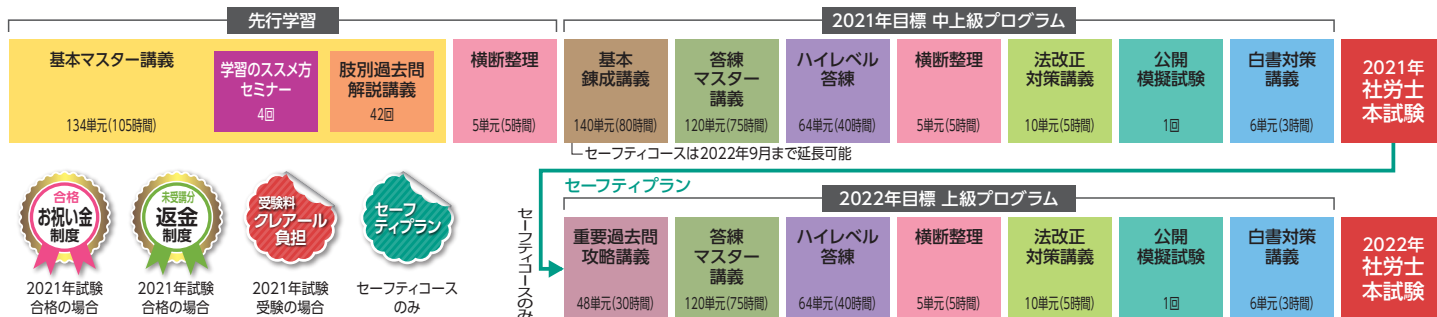 先行学習
2021年目標 中上級プログラム
基本マスター講義
134単元(105時間)
学習のススメ方
セミナー
4回
肢別過去問
解説講義
42回
横断整理
5単元(5時間)
基本
錬成講義
140単元(80時間)
答練
マスター
講義
120単元(75時間)
ハイレベル
答練
64単元(40時間)
横断整理
5単元(5時間)
法改正
対策講義
10単元(5時間)
公開
模擬試験
1回
白書対策
講義
6単元(3時間)
2021年
社労士
本試験
セーフティコースは2022年9月まで延長可能
合格
お祝い金
制度
2021年試験
合格の場合
未受講分
返金
制度
2021年試験
合格の場合
受験料
クレアール
負担
2021年試験
受験の場合
セーフ
ティプラン
セーフティコース
のみ
セーフティプラン
セーフティコースのみ
2022年目標 上級プログラム
重要過去問
攻略講義
48単元(30時間)
答練
マスター
講義
120単元(75時間)
ハイレベル
答練
64単元(40時間)
横断整理
5単元(5時間)
法改正
対策講義
10単元(5時間)
公開
模擬試験
1回
白書対策
講義
6単元(3時間)
2022年
社労士
本試験